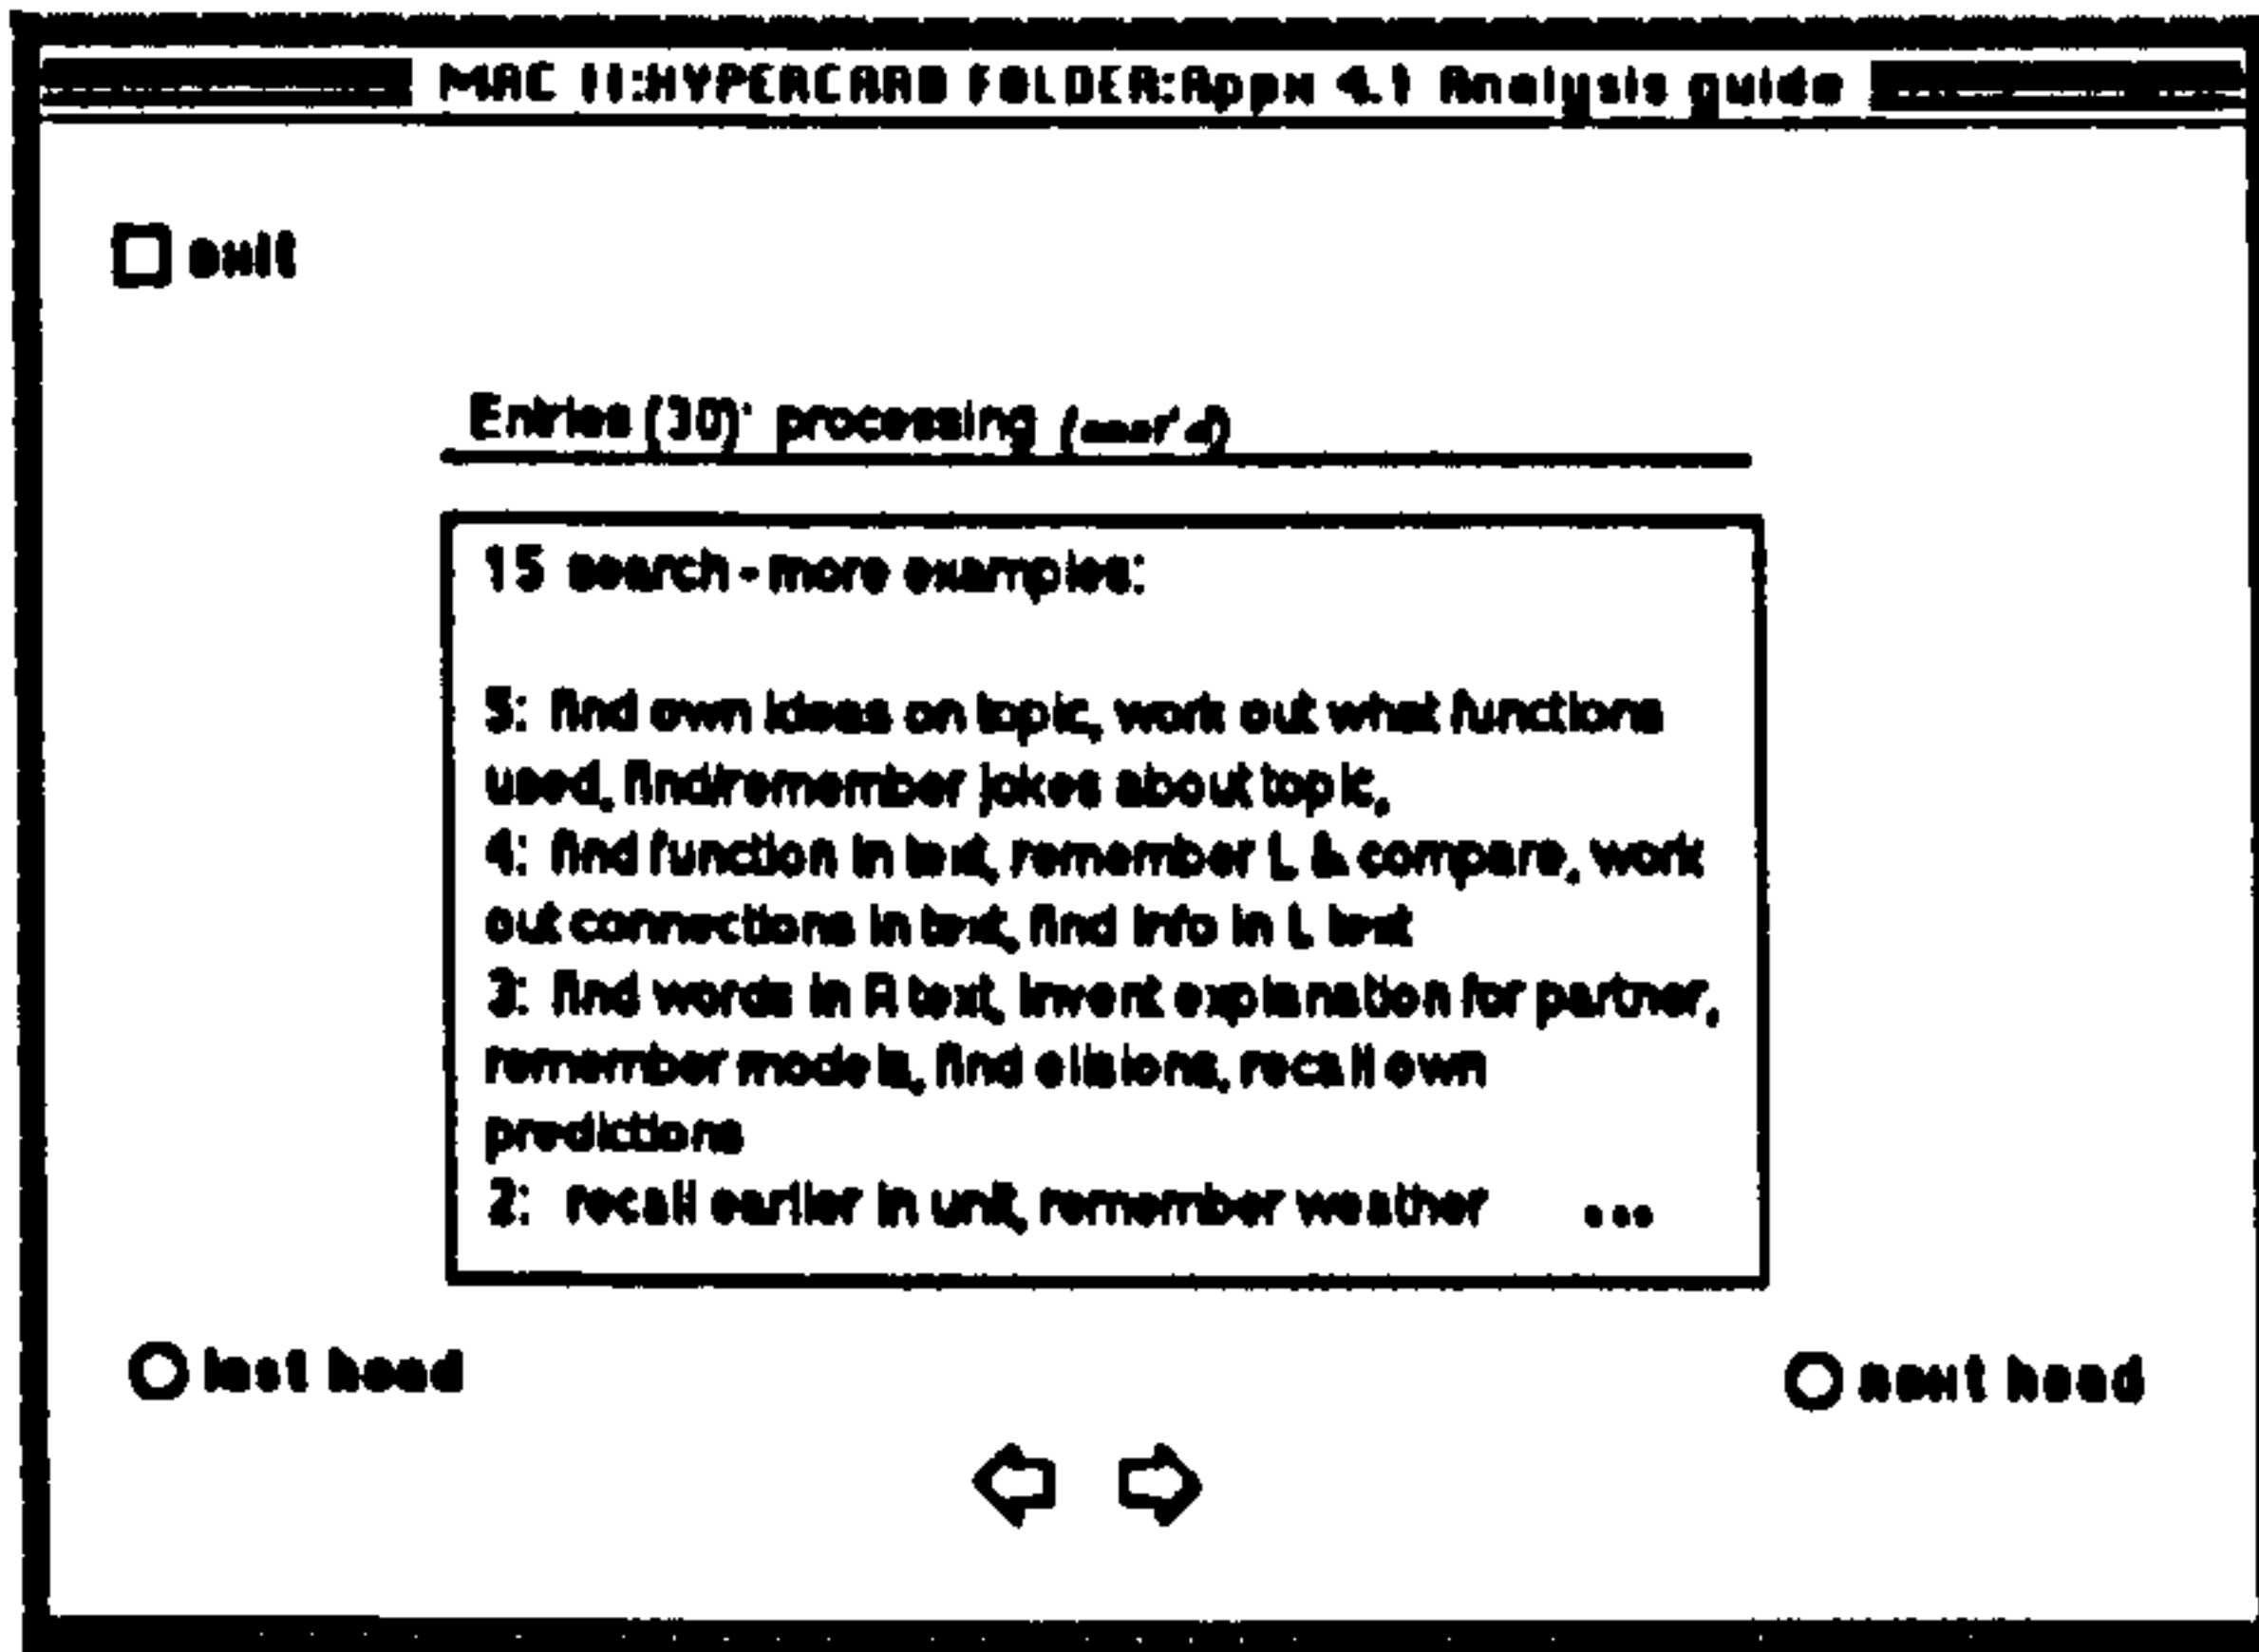 MAC II:HYPERCARD FOLDER:Appx 4.1 Analysis guide
exit
Entries (30): processing (cont'd)
15 search - more examples:
5: find own ideas on topic, work out what functions
used, find/remember jokes about topic,
4: find function in text, remember L & compare, work
out connections in text, find info in L text
3: find words in R text, invent explanation for partner,
remember models, find elisions, recall own
predictions
2: recall earlier in unit, remember weather ...
last head
next head